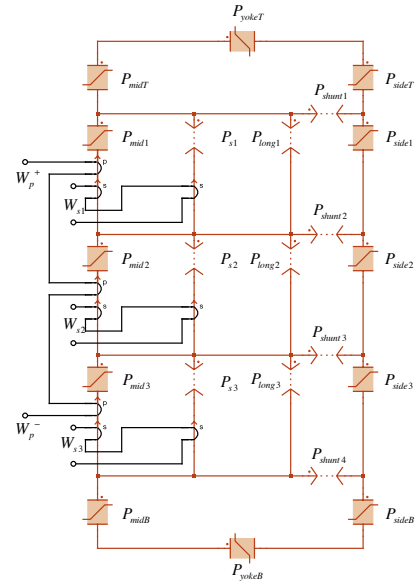 P_yokeT
P_midT
P_sideT
P_shunt1
P_mid1
P_s1
P_long1
P_side1
p
W_p^+
s
s
W_s1
P_shunt2
P_mid2
P_s2
P_long2
P_side2
p
s
s
W_s2
P_shunt3
P_mid3
P_s3
P_long3
P_side3
p
W_p^-
s
s
W_s3
P_shunt4
P_midB
P_sideB
P_yokeB